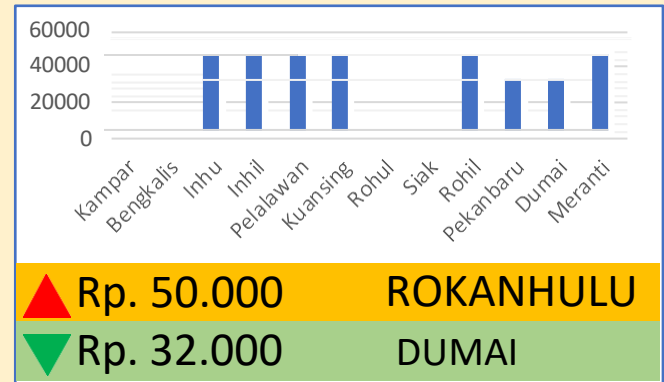 60000
40000
20000
0
Kampar
Bengkalis
Inhu
Inhil
Pelalawan
Kuansing
Rohul
Siak
Rohil
Pekanbaru
Dumai
Meranti
Rp. 50.000 ROKANHULU
Rp. 32.000 DUMAI